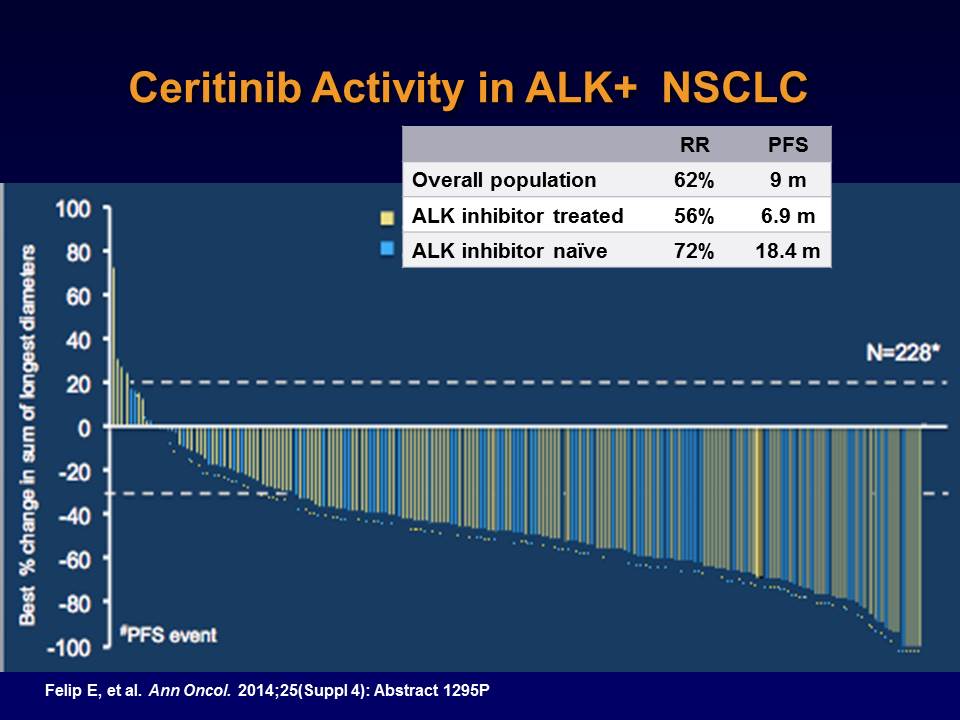 Ceritinib Activity in ALK+ NSCLC
RR PFS
Overall population 62% 9 m
ALK inhibitor treated 56% 6.9 m
ALK inhibitor naïve 72% 18.4 m
Best % change in sum of longest diameters
100
80
60
40
20
0
-20
-40
-60
-80
-100
N=228*
#PFS event
Felip E, et al. Ann Oncol. 2014;25(Suppl 4): Abstract 1295P